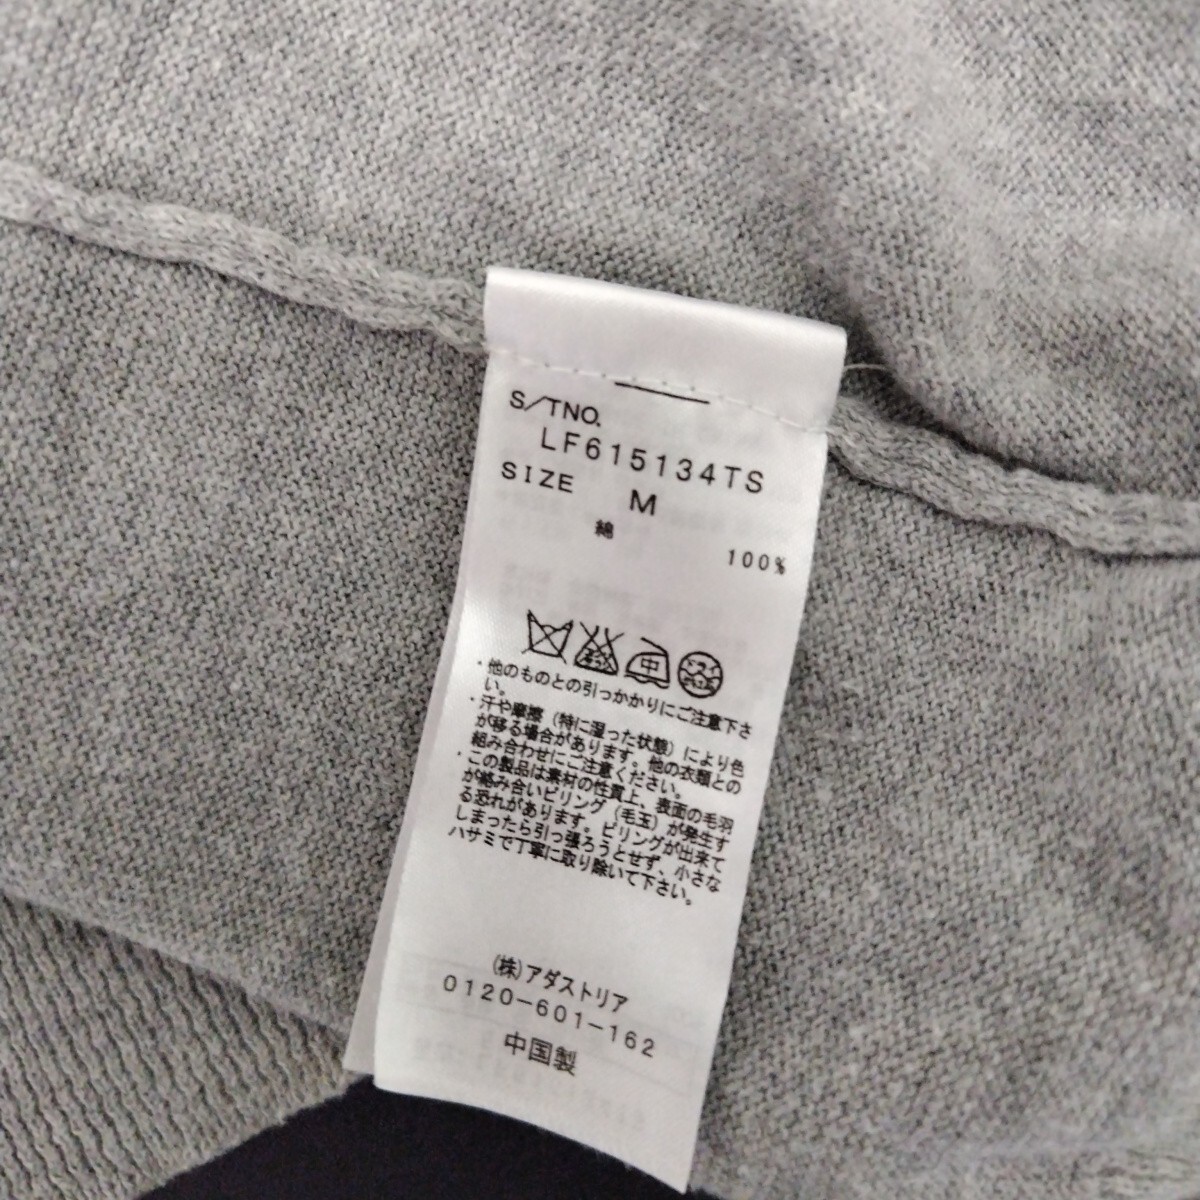 S/TNO.
LF615134TS
SIZE M
綿 100%
中
・他のものとの引っかかりにご注意下さ
い。
・汗や摩擦（特に湿った状態）により色
が移る場合があります。他の衣類との
組み合わせにご注意ください。
・この製品は素材の性質上、表面の毛羽
が絡み合いピリング（毛玉）が発生す
る恐れがあります。ピリングが出来て
しまったら引っ張ろうとせず、小さな
ハサミで丁寧に取り除いて下さい。
(株)アダストリア
0120-601-162
中国製